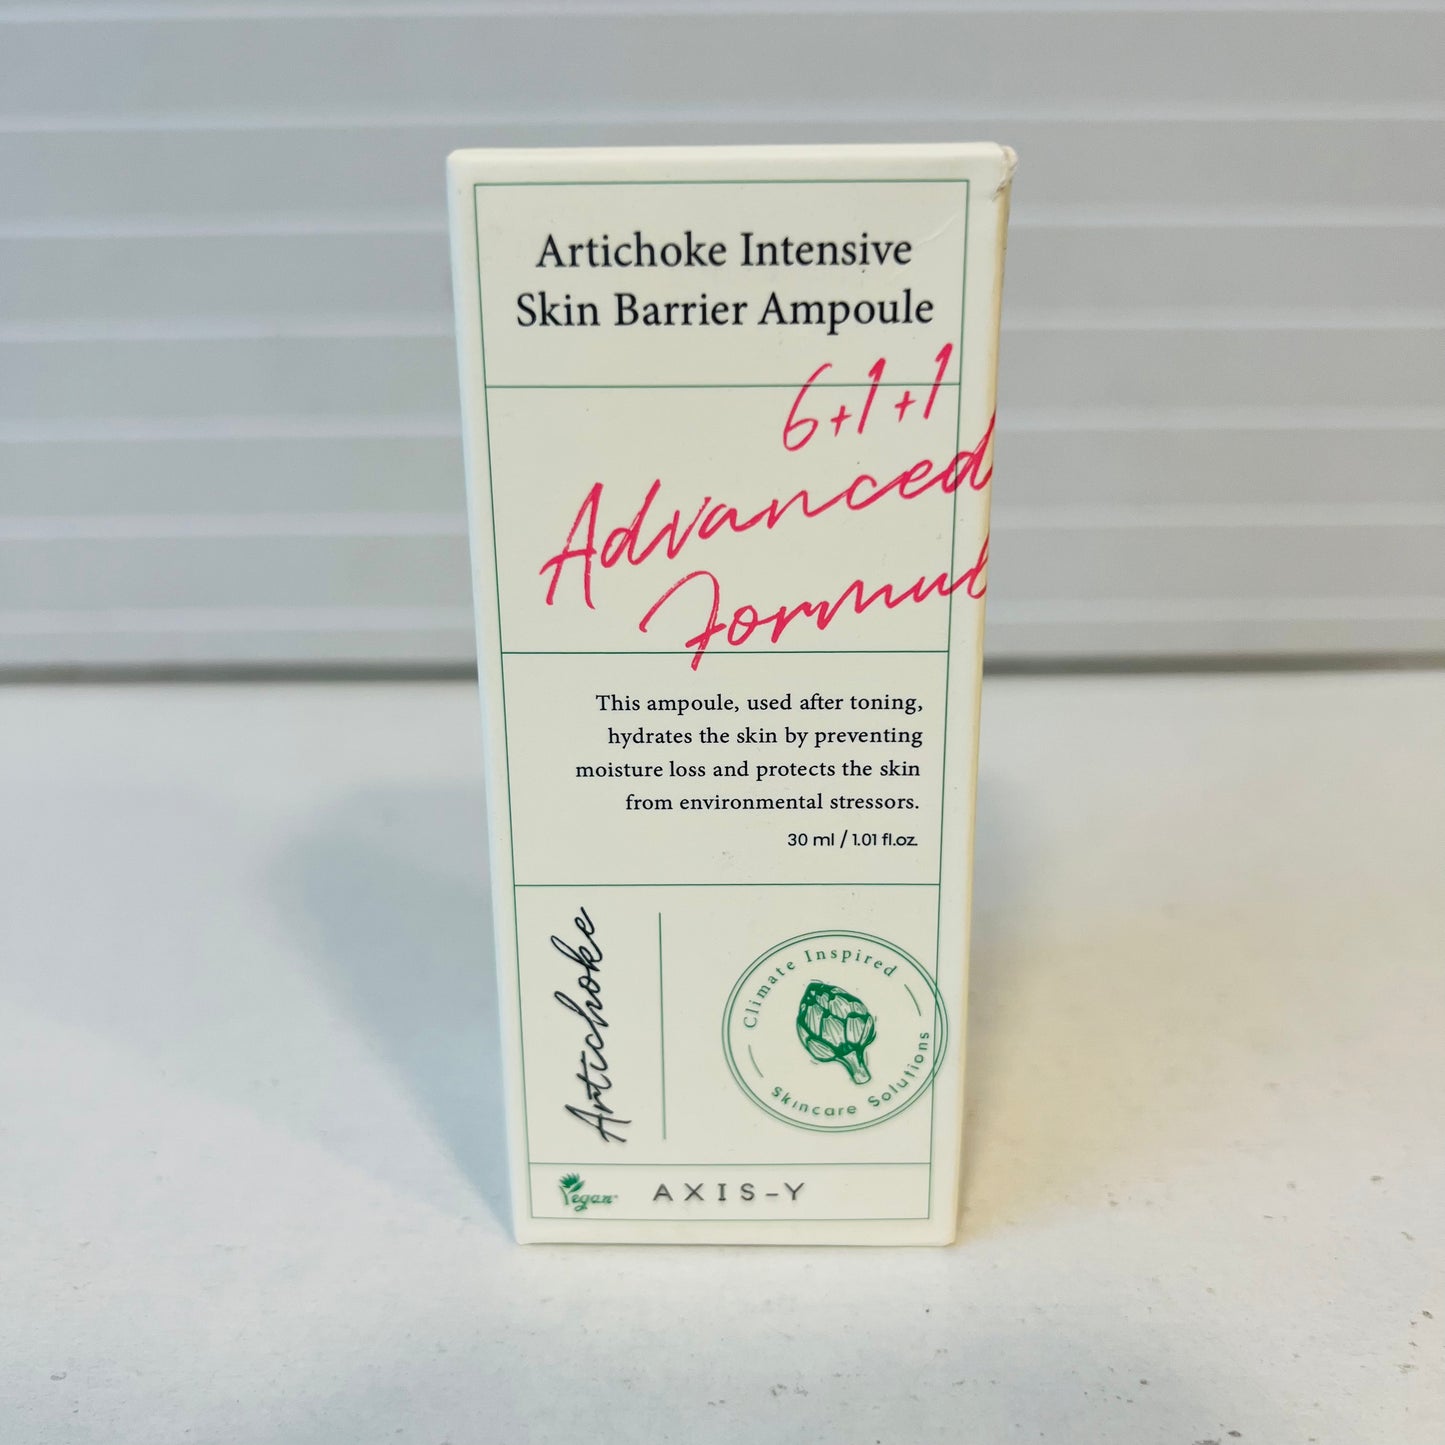 Artichoke Intensive
Skin Barrier Ampoule
6+1+1
Advanced
Formul
This ampoule, used after toning,
hydrates the skin by preventing
moisture loss and protects the skin
from environmental stressors.
30 ml / 1.01 fl.oz.
Artichoke
Climate Inspired
Skincare Solutions
Vegan
AXIS-Y